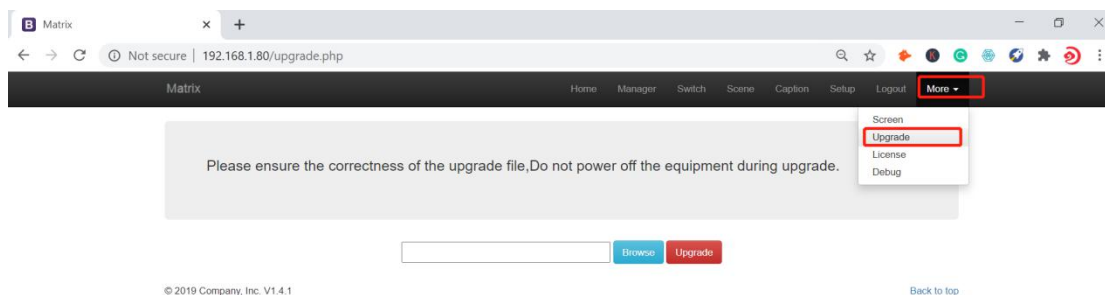 B Matrix
Not secure | 192.168.1.80/upgrade.php
Matrix Home Manager Switch Scene Caption Setup Logout More
Screen
Upgrade
License
Debug
Please ensure the correctness of the upgrade file,Do not power off the equipment during upgrade.
Browse Upgrade
© 2019 Company, Inc. V1.4.1 Back to top